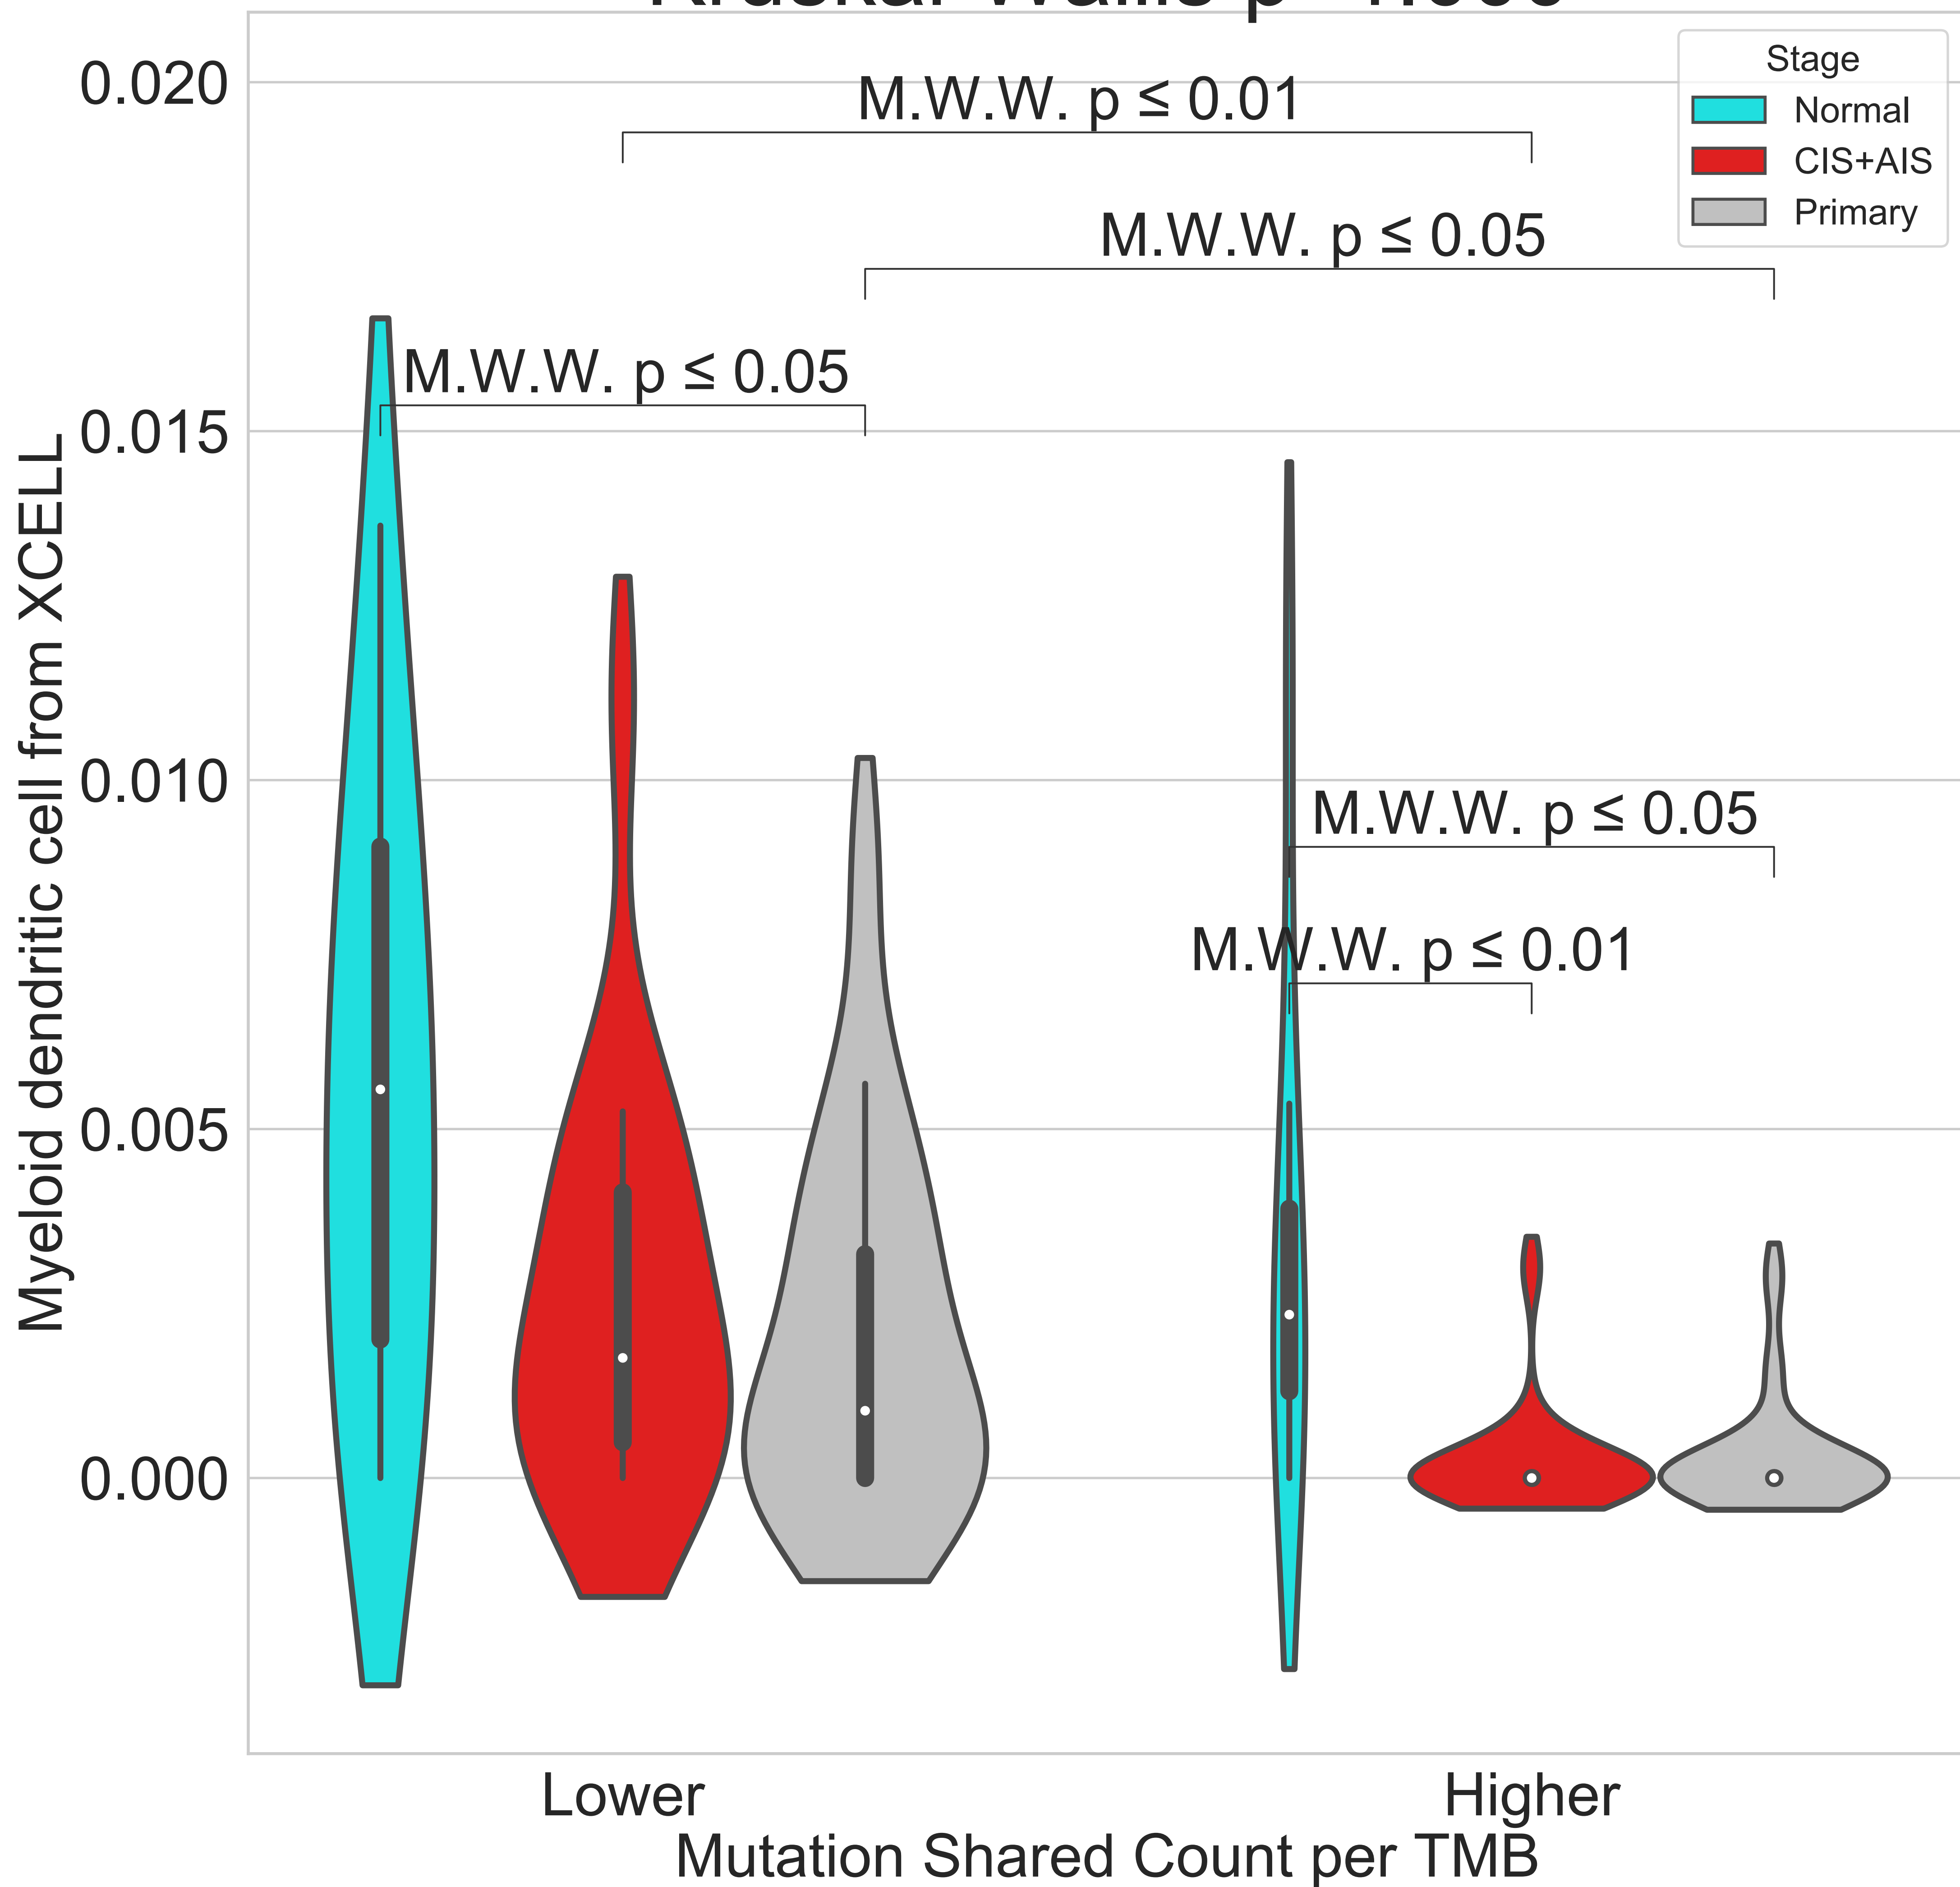 Stage
Normal
CIS+AIS
Primary
M.W.W. p ≤ 0.01
M.W.W. p ≤ 0.05
M.W.W. p ≤ 0.05
M.W.W. p ≤ 0.05
M.W.W. p ≤ 0.01
0.020
0.015
0.010
0.005
0.000
Myeloid dendritic cell from XCELL
Lower
Higher
Mutation Shared Count per TMB